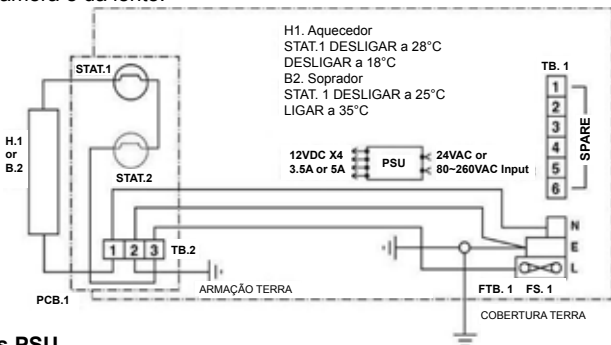 âmera e da fonte.
H1. Aquecedor
STAT.1 DESLIGAR a 28°C
DESLIGAR a 18°C
B2. Soprador
STAT. 1 DESLIGAR a 25°C
LIGAR a 35°C
STAT.1
STAT.2
H.1
or
B.2
TB. 1
1
2
3
4
5
6
SPARE
12VDC X4
3.5A or 5A
PSU
24VAC or
80~260VAC Input
1 2 3
TB.2
N
E
L
PCB.1
ARMAÇÃO TERRA
FTB. 1 FS. 1
COBERTURA TERRA
s PSU